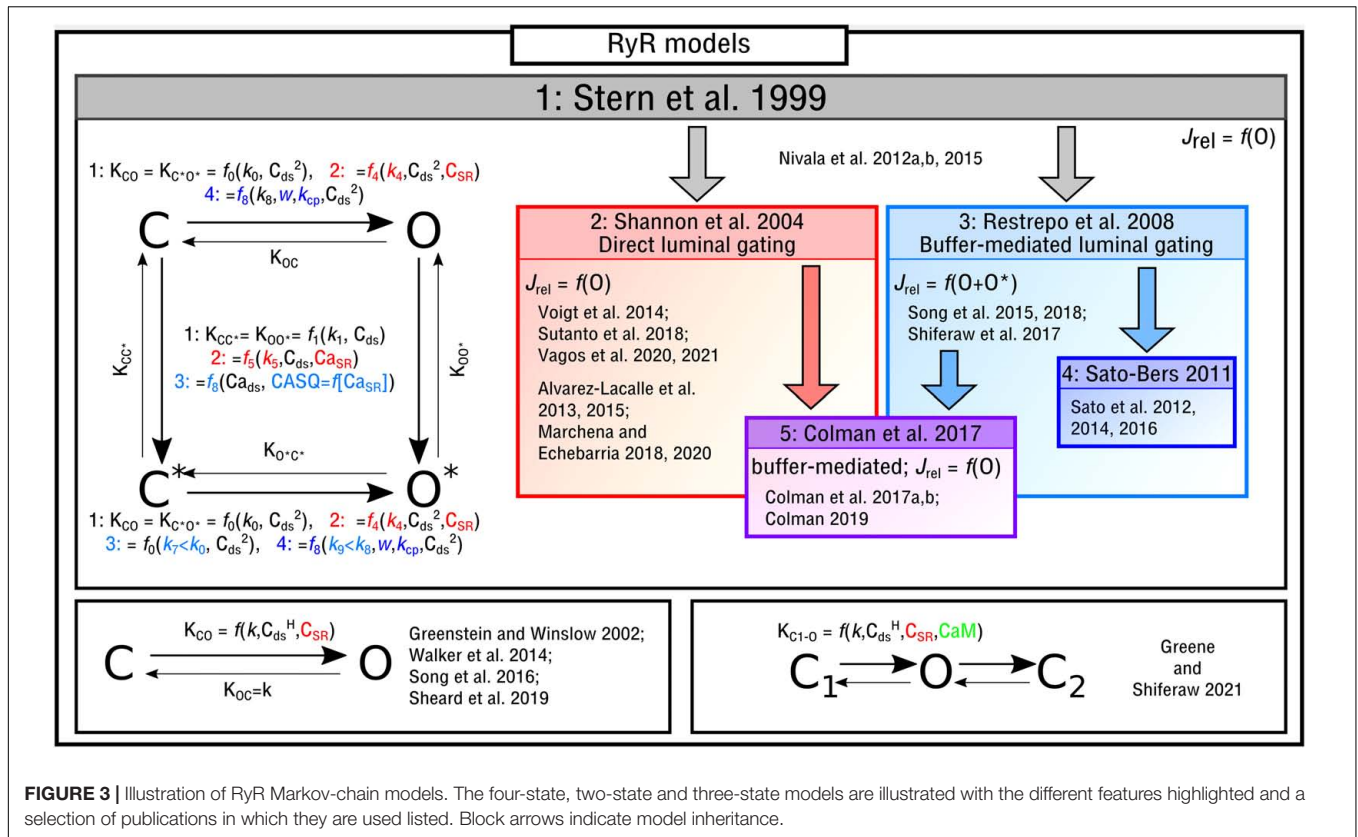 RyR models
1: Stern et al. 1999
J_rel = f(O)
Nivala et al. 2012a,b, 2015
1: K_CO = K_C*O* = f_0(k_0, C_ds^2), 2: =f_4(k_4,C_ds^2,C_SR)
4: =f_8(k_8,w,k_cp,C_ds^2)
C O
K_OC
K_CC*
1: K_CC* = K_OO* = f_1(k_1, C_ds)
2: =f_5(k_5,C_ds,Ca_SR)
3: =f_8(Ca_ds, CASQ=f[Ca_SR])
K_OO*
K_O*C*
C* O*
1: K_CO = K_C*O* = f_0(k_0, C_ds^2), 2: =f_4(k_4,C_ds^2,C_SR)
3: = f_0(k_7<k_0, C_ds^2), 4: =f_8(k_9<k_8,w,k_cp,C_ds^2)
2: Shannon et al. 2004
Direct luminal gating
J_rel = f(O)
Voigt et al. 2014;
Sutanto et al. 2018;
Vagos et al. 2020, 2021
Alvarez-Lacalle et al.
2013, 2015;
Marchena and
Echebarria 2018, 2020
3: Restrepo et al. 2008
Buffer-mediated luminal gating
J_rel = f(O+O*)
Song et al. 2015, 2018;
Shiferaw et al. 2017
4: Sato-Bers 2011
Sato et al. 2012,
2014, 2016
5: Colman et al. 2017
buffer-mediated; J_rel = f(O)
Colman et al. 2017a,b;
Colman 2019
K_CO = f(k,C_ds^H,C_SR)
C O
K_OC=k
Greenstein and Winslow 2002;
Walker et al. 2014;
Song et al. 2016;
Sheard et al. 2019
K_C1-O = f(k,C_ds^H,C_SR,CaM)
C_1 O C_2
Greene
and
Shiferaw 2021
FIGURE 3 | Illustration of RyR Markov-chain models. The four-state, two-state and three-state models are illustrated with the different features highlighted and a
selection of publications in which they are used listed. Block arrows indicate model inheritance.